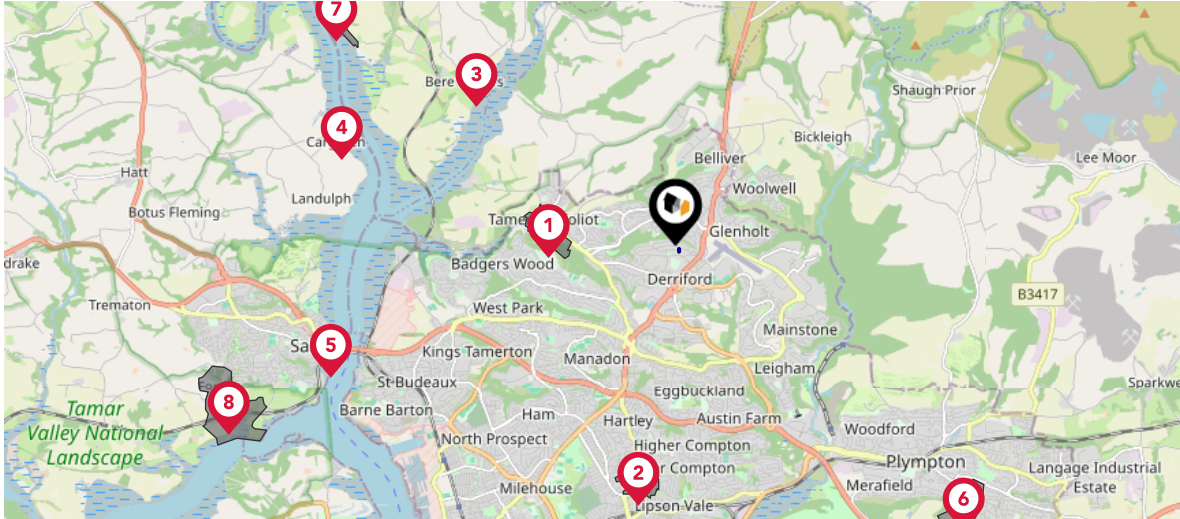 7
3
Bere
Shaugh Prior
4
Bickleigh
Belliver
Lee Moor
Hatt
Woolwell
Landulph
Botus Fleming
1
Glenholt
drake
Badgers Wood
Derriford
B3417
Trematon
West Park
Mainstone
5
Kings Tamerton
Manadon
St Budeaux
Leigham
Sparkwe
Eggbuckland
8
Tamar
Valley National
Landscape
Barne Barton
Ham
Hartley
Austin Farm
Woodford
North Prospect
Higher Compton
Compton
Plympton
Langage Industrial
Estate
2
Milehouse
Merafield
6
Lipson Vale